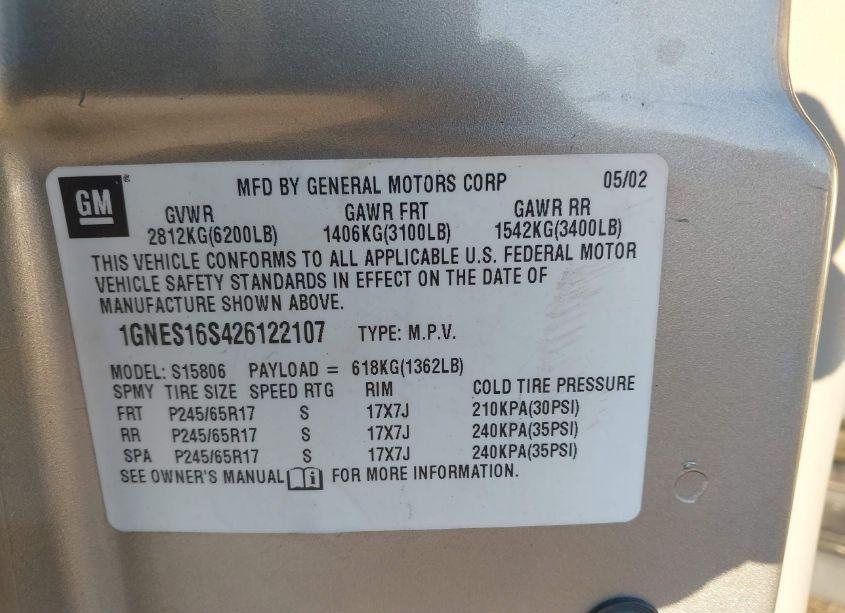 GM ®
MFD BY GENERAL MOTORS CORP 05/02
GVWR GAWR FRT GAWR RR
2812KG(6200LB) 1406KG(3100LB) 1542KG(3400LB)
THIS VEHICLE CONFORMS TO ALL APPLICABLE U.S. FEDERAL MOTOR
VEHICLE SAFETY STANDARDS IN EFFECT ON THE DATE OF
MANUFACTURE SHOWN ABOVE.
1GNES16S426122107 TYPE: M.P.V.
MODEL: S15806 PAYLOAD = 618KG(1362LB)
SPMY TIRE SIZE SPEED RTG RIM COLD TIRE PRESSURE
FRT P245/65R17 S 17X7J 210KPA(30PSI)
RR P245/65R17 S 17X7J 240KPA(35PSI)
SPA P245/65R17 S 17X7J 240KPA(35PSI)
SEE OWNER'S MANUAL i FOR MORE INFORMATION.